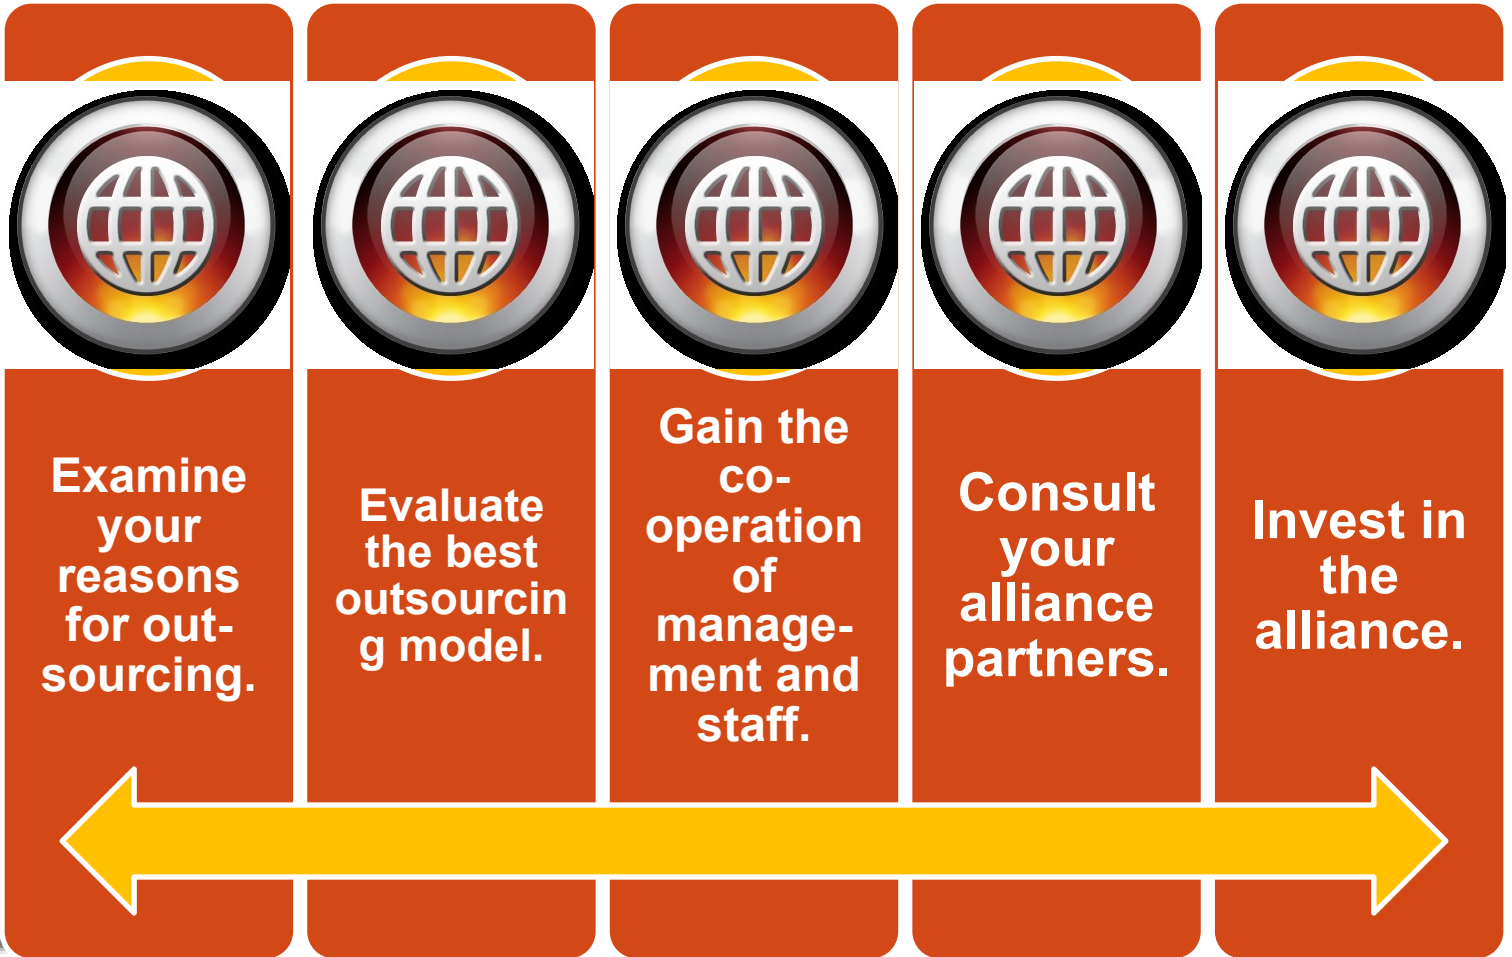 Examine
your
reasons
for out-
sourcing.
Evaluate
the best
outsourcin
g model.
Gain the
co-
operation
of
manage-
ment and
staff.
Consult
your
alliance
partners.
Invest in
the
alliance.